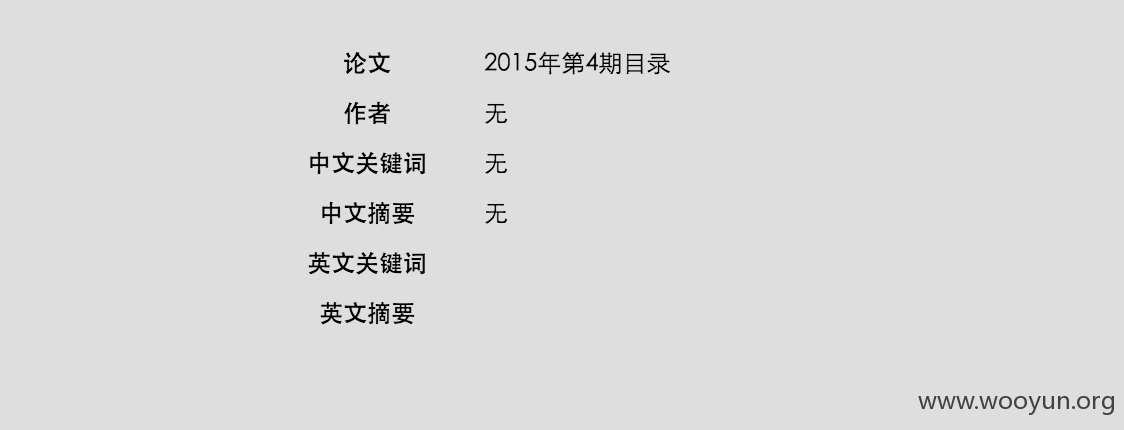 论文 2015年第4期目录
作者 无
中文关键词 无
中文摘要 无
英文关键词
英文摘要
www.wooyun.org